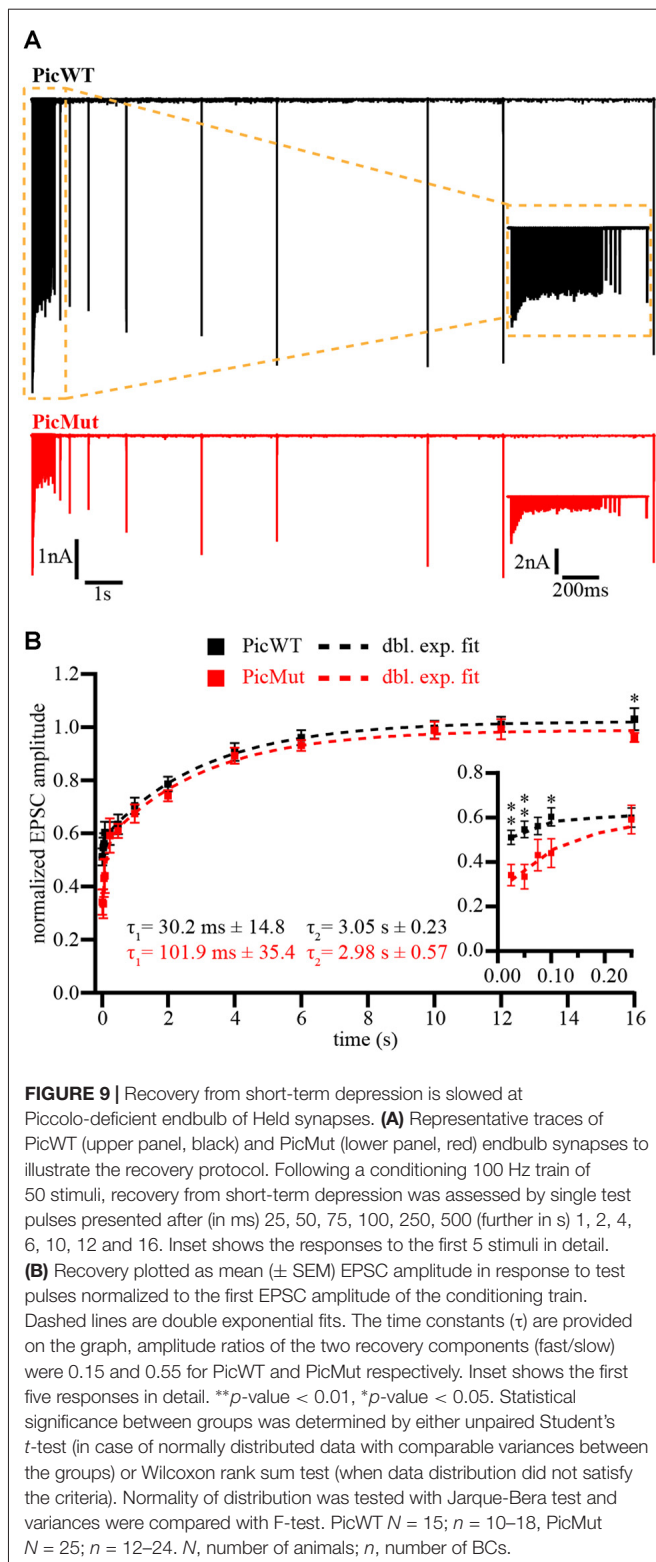 A
PicWT
PicMut
1nA
1s
2nA
200ms
B
PicWT dbl. exp. fit
PicMut dbl. exp. fit
normalized EPSC amplitude
1.2
1.0
0.8
0.6
0.4
0.2
0.0
*
τ1= 30.2 ms ± 14.8 τ2= 3.05 s ± 0.23
τ1= 101.9 ms ± 35.4 τ2= 2.98 s ± 0.57
0.8
0.6
0.4
0.2
0.0
** ** *
0.00 0.10 0.20
0 2 4 6 8 10 12 14 16
time (s)
FIGURE 9 | Recovery from short-term depression is slowed at
Piccolo-deficient endbulb of Held synapses. (A) Representative traces of
PicWT (upper panel, black) and PicMut (lower panel, red) endbulb synapses to
illustrate the recovery protocol. Following a conditioning 100 Hz train of
50 stimuli, recovery from short-term depression was assessed by single test
pulses presented after (in ms) 25, 50, 75, 100, 250, 500 (further in s) 1, 2, 4,
6, 10, 12 and 16. Inset shows the responses to the first 5 stimuli in detail.
(B) Recovery plotted as mean (± SEM) EPSC amplitude in response to test
pulses normalized to the first EPSC amplitude of the conditioning train.
Dashed lines are double exponential fits. The time constants (τ) are provided
on the graph, amplitude ratios of the two recovery components (fast/slow)
were 0.15 and 0.55 for PicWT and PicMut respectively. Inset shows the first
five responses in detail. **p-value < 0.01, *p-value < 0.05. Statistical
significance between groups was determined by either unpaired Student's
t-test (in case of normally distributed data with comparable variances between
the groups) or Wilcoxon rank sum test (when data distribution did not satisfy
the criteria). Normality of distribution was tested with Jarque-Bera test and
variances were compared with F-test. PicWT N = 15; n = 10–18, PicMut
N = 25; n = 12–24. N, number of animals; n, number of BCs.